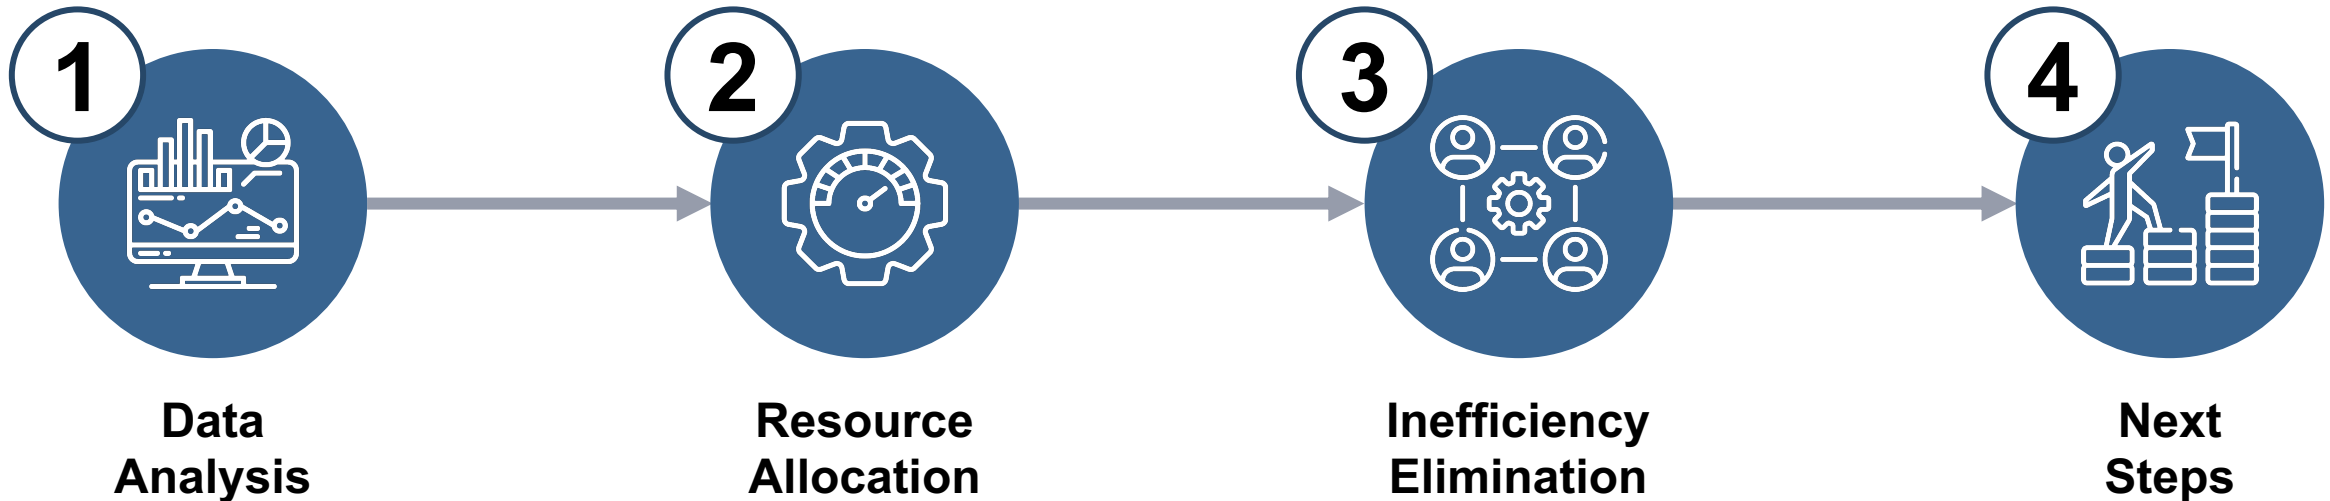 1
Data
Analysis
2
Resource
Allocation
3
Inefficiency
Elimination
4
Next
Steps